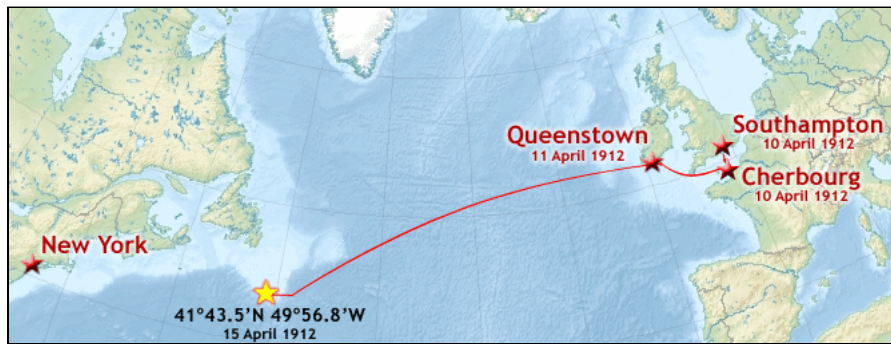 Southampton
10 April 1912
Queenstown
11 April 1912
Cherbourg
10 April 1912
New York
41°43.5’N 49°56.8’W
15 April 1912